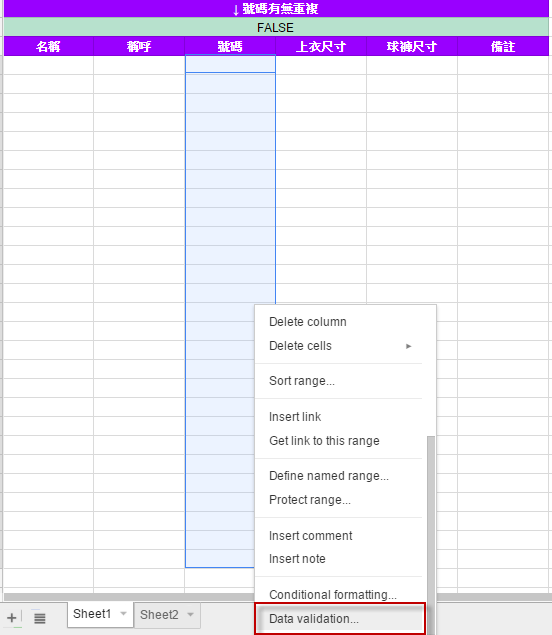 ↓號碼有無重複
FALSE
名稱 稱呼 號碼 上衣尺寸 球褲尺寸 備註
Delete column
Delete cells
Sort range...
Insert link
Get link to this range
Define named range...
Protect range...
Insert comment
Insert note
Conditional formatting...
Data validation...
Sheet1 Sheet2